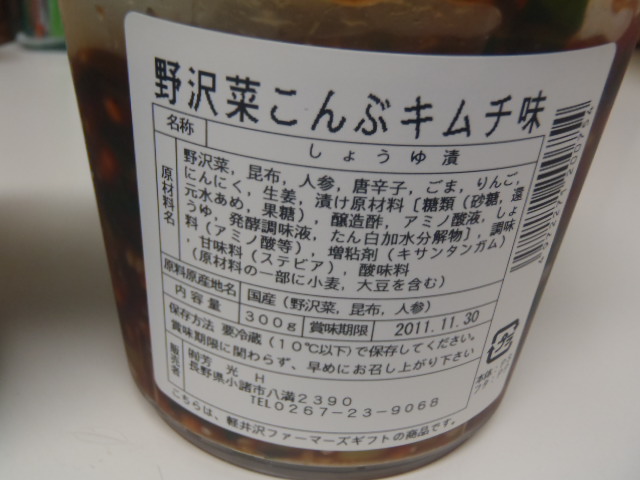 野沢菜こんぶキムチ味
名称 しょうゆ漬
原材料名
野沢菜，昆布，人参，唐辛子，ごま，りんご，
にんにく，生姜，漬け原材料〔糖類（砂糖，還
元水あめ，果糖），醸造酢，アミノ酸液，しょ
うゆ，発酵調味液，たん白加水分解物〕，調味
料（アミノ酸等），増粘剤（キサンタンガム）
，甘味料（ステビア），酸味料
（原材料の一部に小麦，大豆を含む）
原料原産地名 国産（野沢菜，昆布，人参）
内容量 300g 賞味期限 2011.11.30
保存方法 要冷蔵（10℃以下）で保存してください。
賞味期限に関わらず、早めにお召し上がり下さい
販売者 ㈱芳 光 H
長野県小諸市八満2390
TEL0267-23-9068
こちらは、軽井沢ファーマーズギフトの商品です。